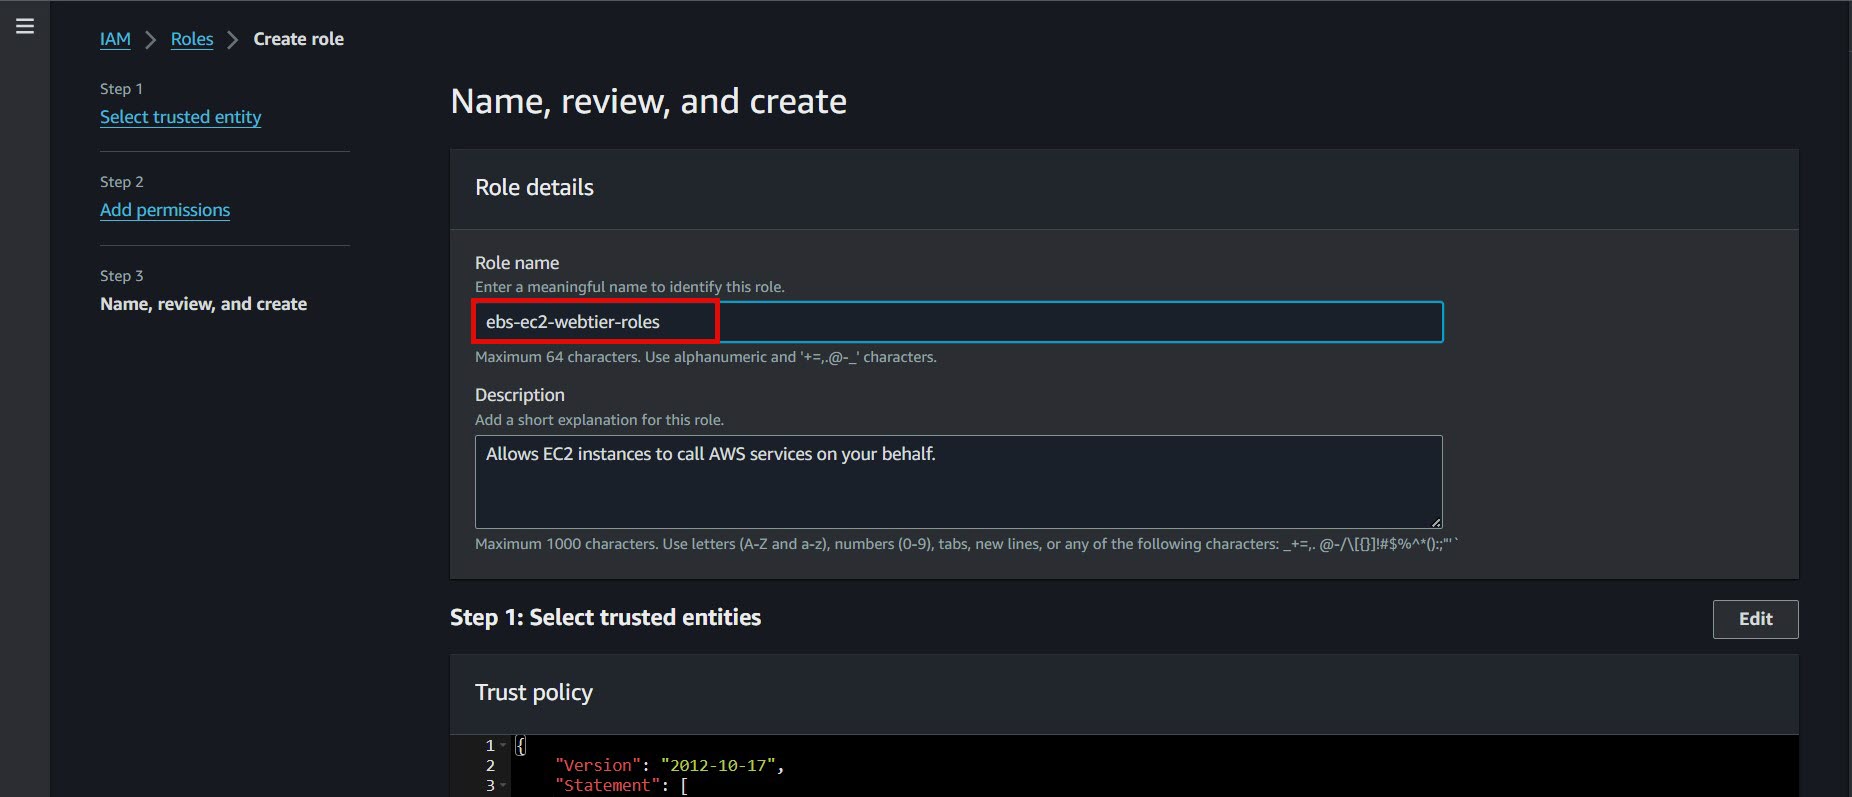 IAM > Roles > Create role
Step 1
Select trusted entity
Step 2
Add permissions
Step 3
Name, review, and create
Name, review, and create
Role details
Role name
Enter a meaningful name to identify this role.
ebs-ec2-webtier-roles
Maximum 64 characters. Use alphanumeric and '+=,.@-_' characters.
Description
Add a short explanation for this role.
Allows EC2 instances to call AWS services on your behalf.
Maximum 1000 characters. Use letters (A-Z and a-z), numbers (0-9), tabs, new lines, or any of the following characters: _+=,. @-/\[{}]!#$%^*();:"'`
Step 1: Select trusted entities
Edit
Trust policy
1 {
2 "Version": "2012-10-17",
3 "Statement": [